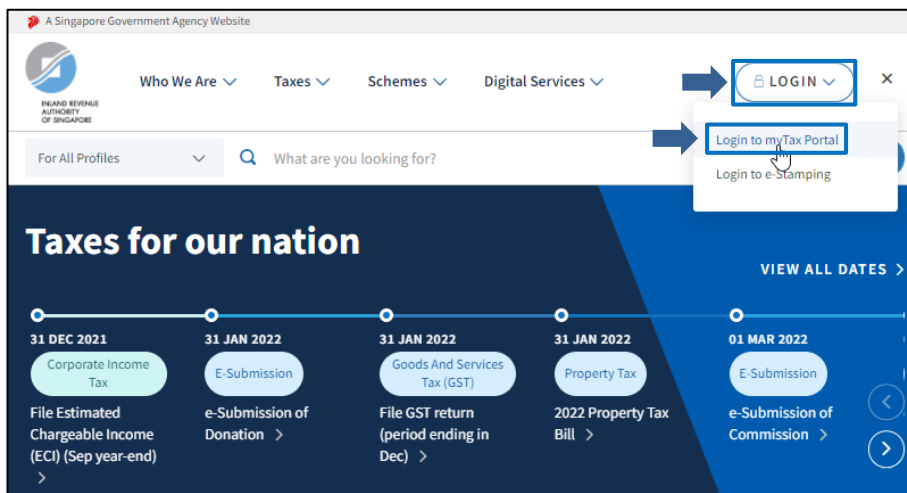 A Singapore Government Agency Website
INLAND REVENUE
AUTHORITY
OF SINGAPORE
Who We Are
Taxes
Schemes
Digital Services
LOGIN
Login to myTax Portal
Login to e-Stamping
For All Profiles
What are you looking for?
Taxes for our nation
VIEW ALL DATES
31 DEC 2021
Corporate Income
Tax
File Estimated
Chargeable Income
(ECI) (Sep year-end)
31 JAN 2022
E-Submission
e-Submission of
Donation
31 JAN 2022
Goods And Services
Tax (GST)
File GST return
(period ending in
Dec)
31 JAN 2022
Property Tax
2022 Property Tax
Bill
01 MAR 2022
E-Submission
e-Submission of
Commission